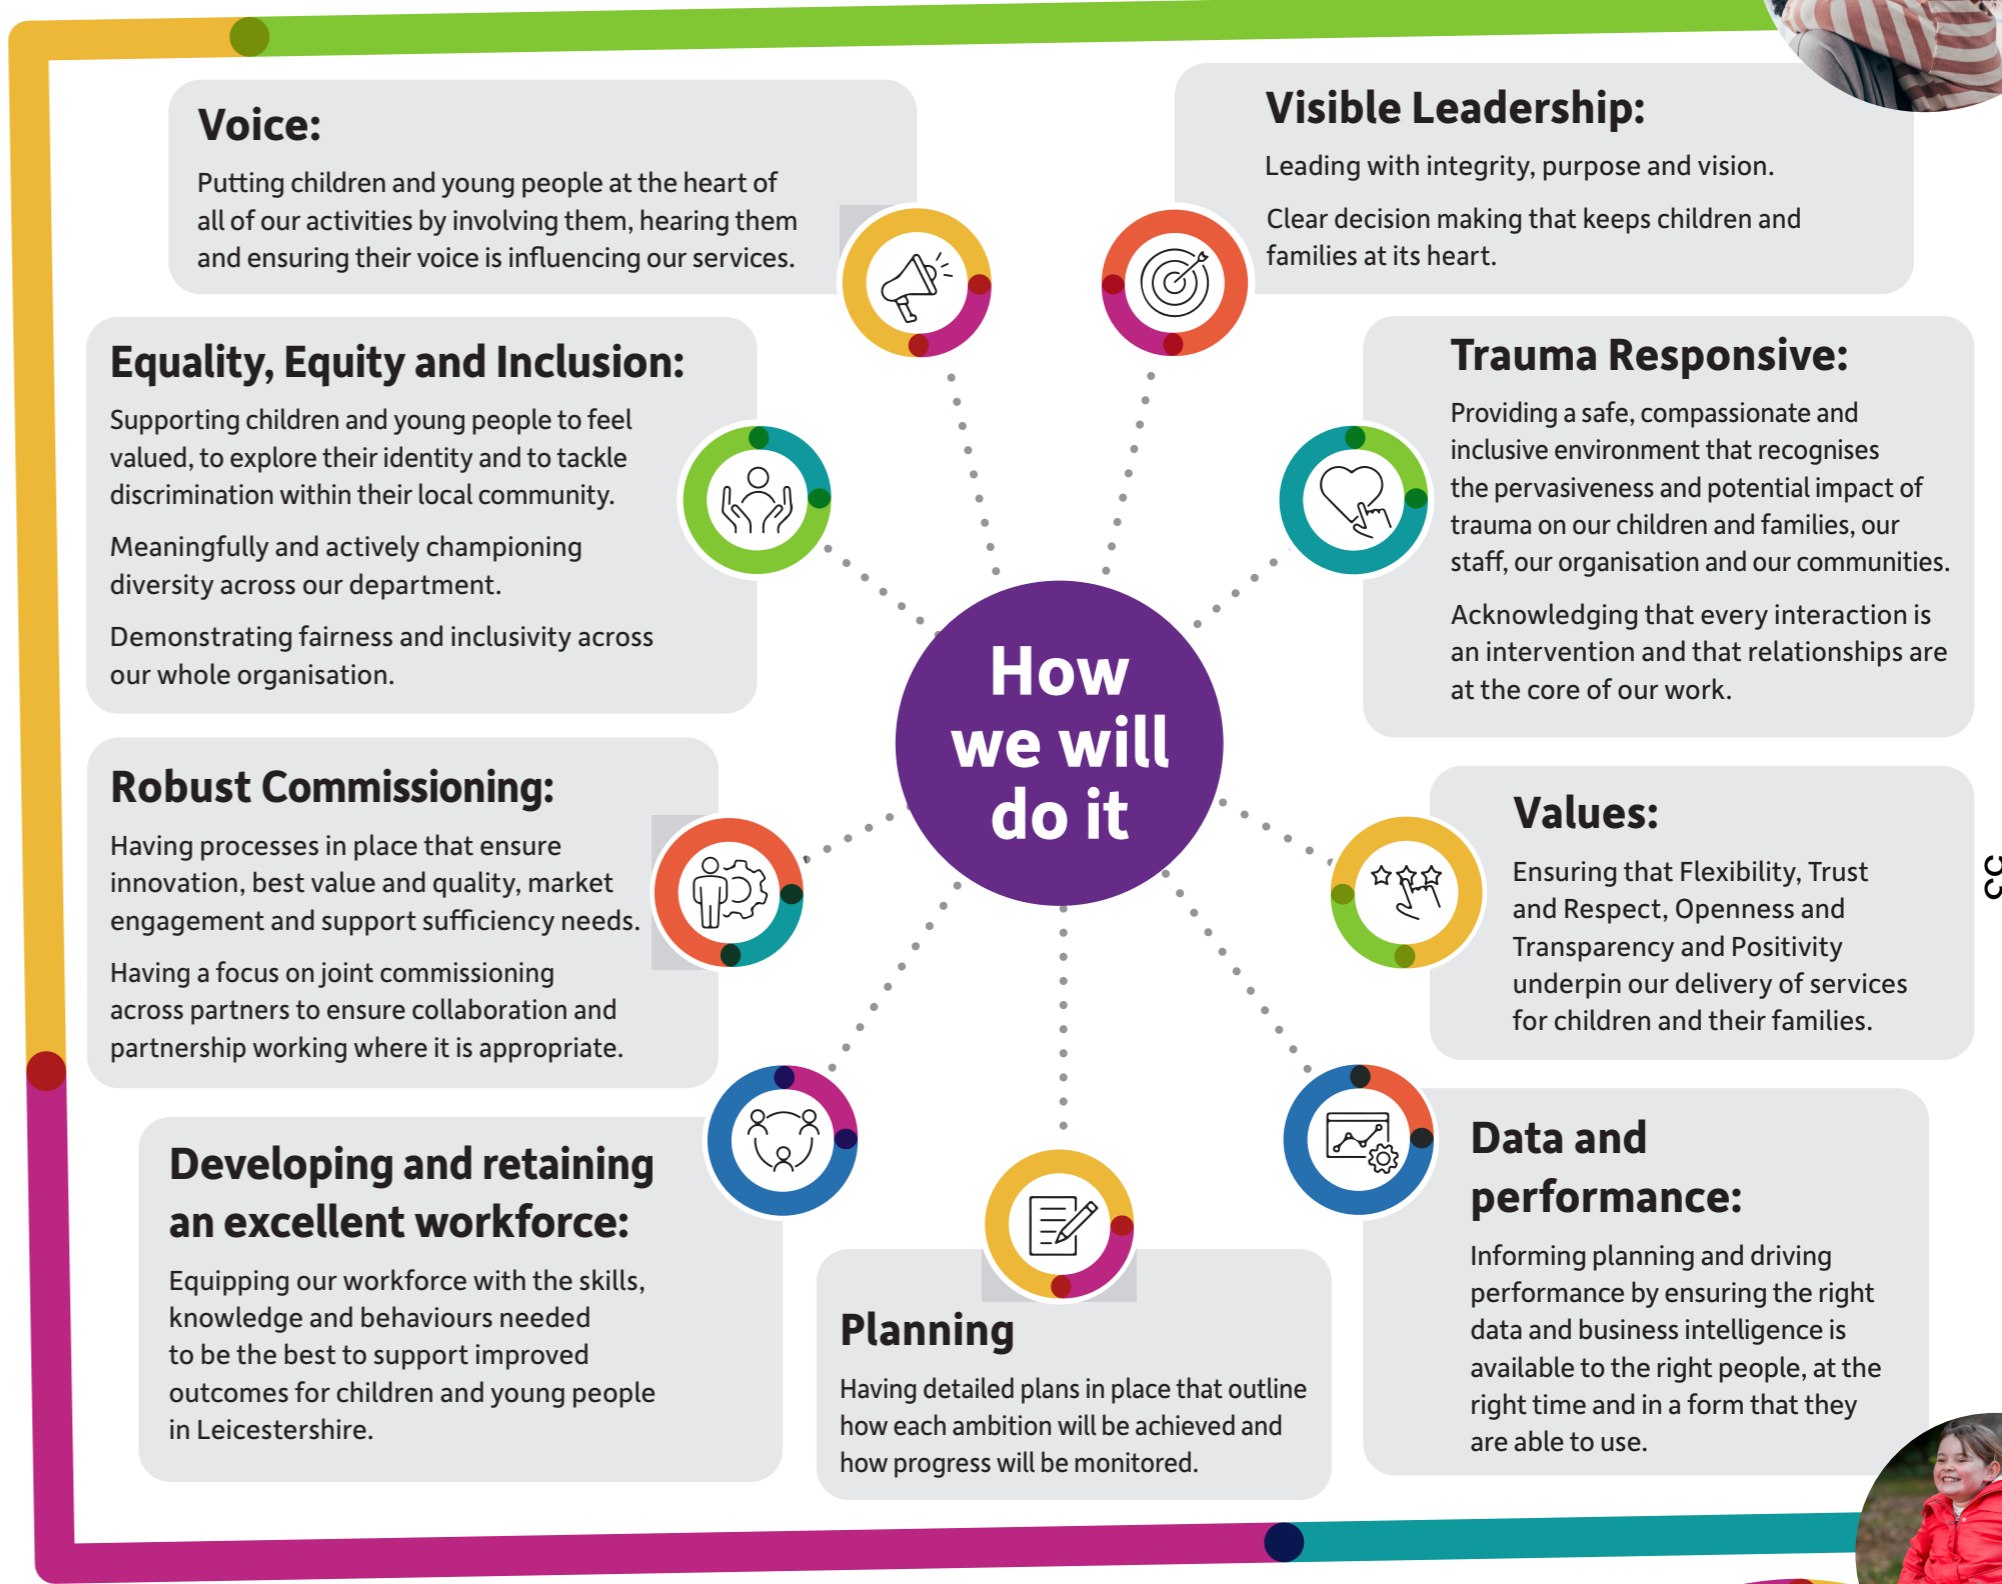 Voice:
Putting children and young people at the heart of
all of our activities by involving them, hearing them
and ensuring their voice is influencing our services.
Visible Leadership:
Leading with integrity, purpose and vision.
Clear decision making that keeps children and
families at its heart.
Equality, Equity and Inclusion:
Supporting children and young people to feel
valued, to explore their identity and to tackle
discrimination within their local community.
Meaningfully and actively championing
diversity across our department.
Demonstrating fairness and inclusivity across
our whole organisation.
Trauma Responsive:
Providing a safe, compassionate and
inclusive environment that recognises
the pervasiveness and potential impact of
trauma on our children and families, our
staff, our organisation and our communities.
Acknowledging that every interaction is
an intervention and that relationships are
at the core of our work.
How
we will
do it
Robust Commissioning:
Having processes in place that ensure
innovation, best value and quality, market
engagement and support sufficiency needs.
Having a focus on joint commissioning
across partners to ensure collaboration and
partnership working where it is appropriate.
Values:
Ensuring that Flexibility, Trust
and Respect, Openness and
Transparency and Positivity
underpin our delivery of services
for children and their families.
Developing and retaining
an excellent workforce:
Equipping our workforce with the skills,
knowledge and behaviours needed
to be the best to support improved
outcomes for children and young people
in Leicestershire.
Planning
Having detailed plans in place that outline
how each ambition will be achieved and
how progress will be monitored.
Data and
performance:
Informing planning and driving
performance by ensuring the right
data and business intelligence is
available to the right people, at the
right time and in a form that they
are able to use.